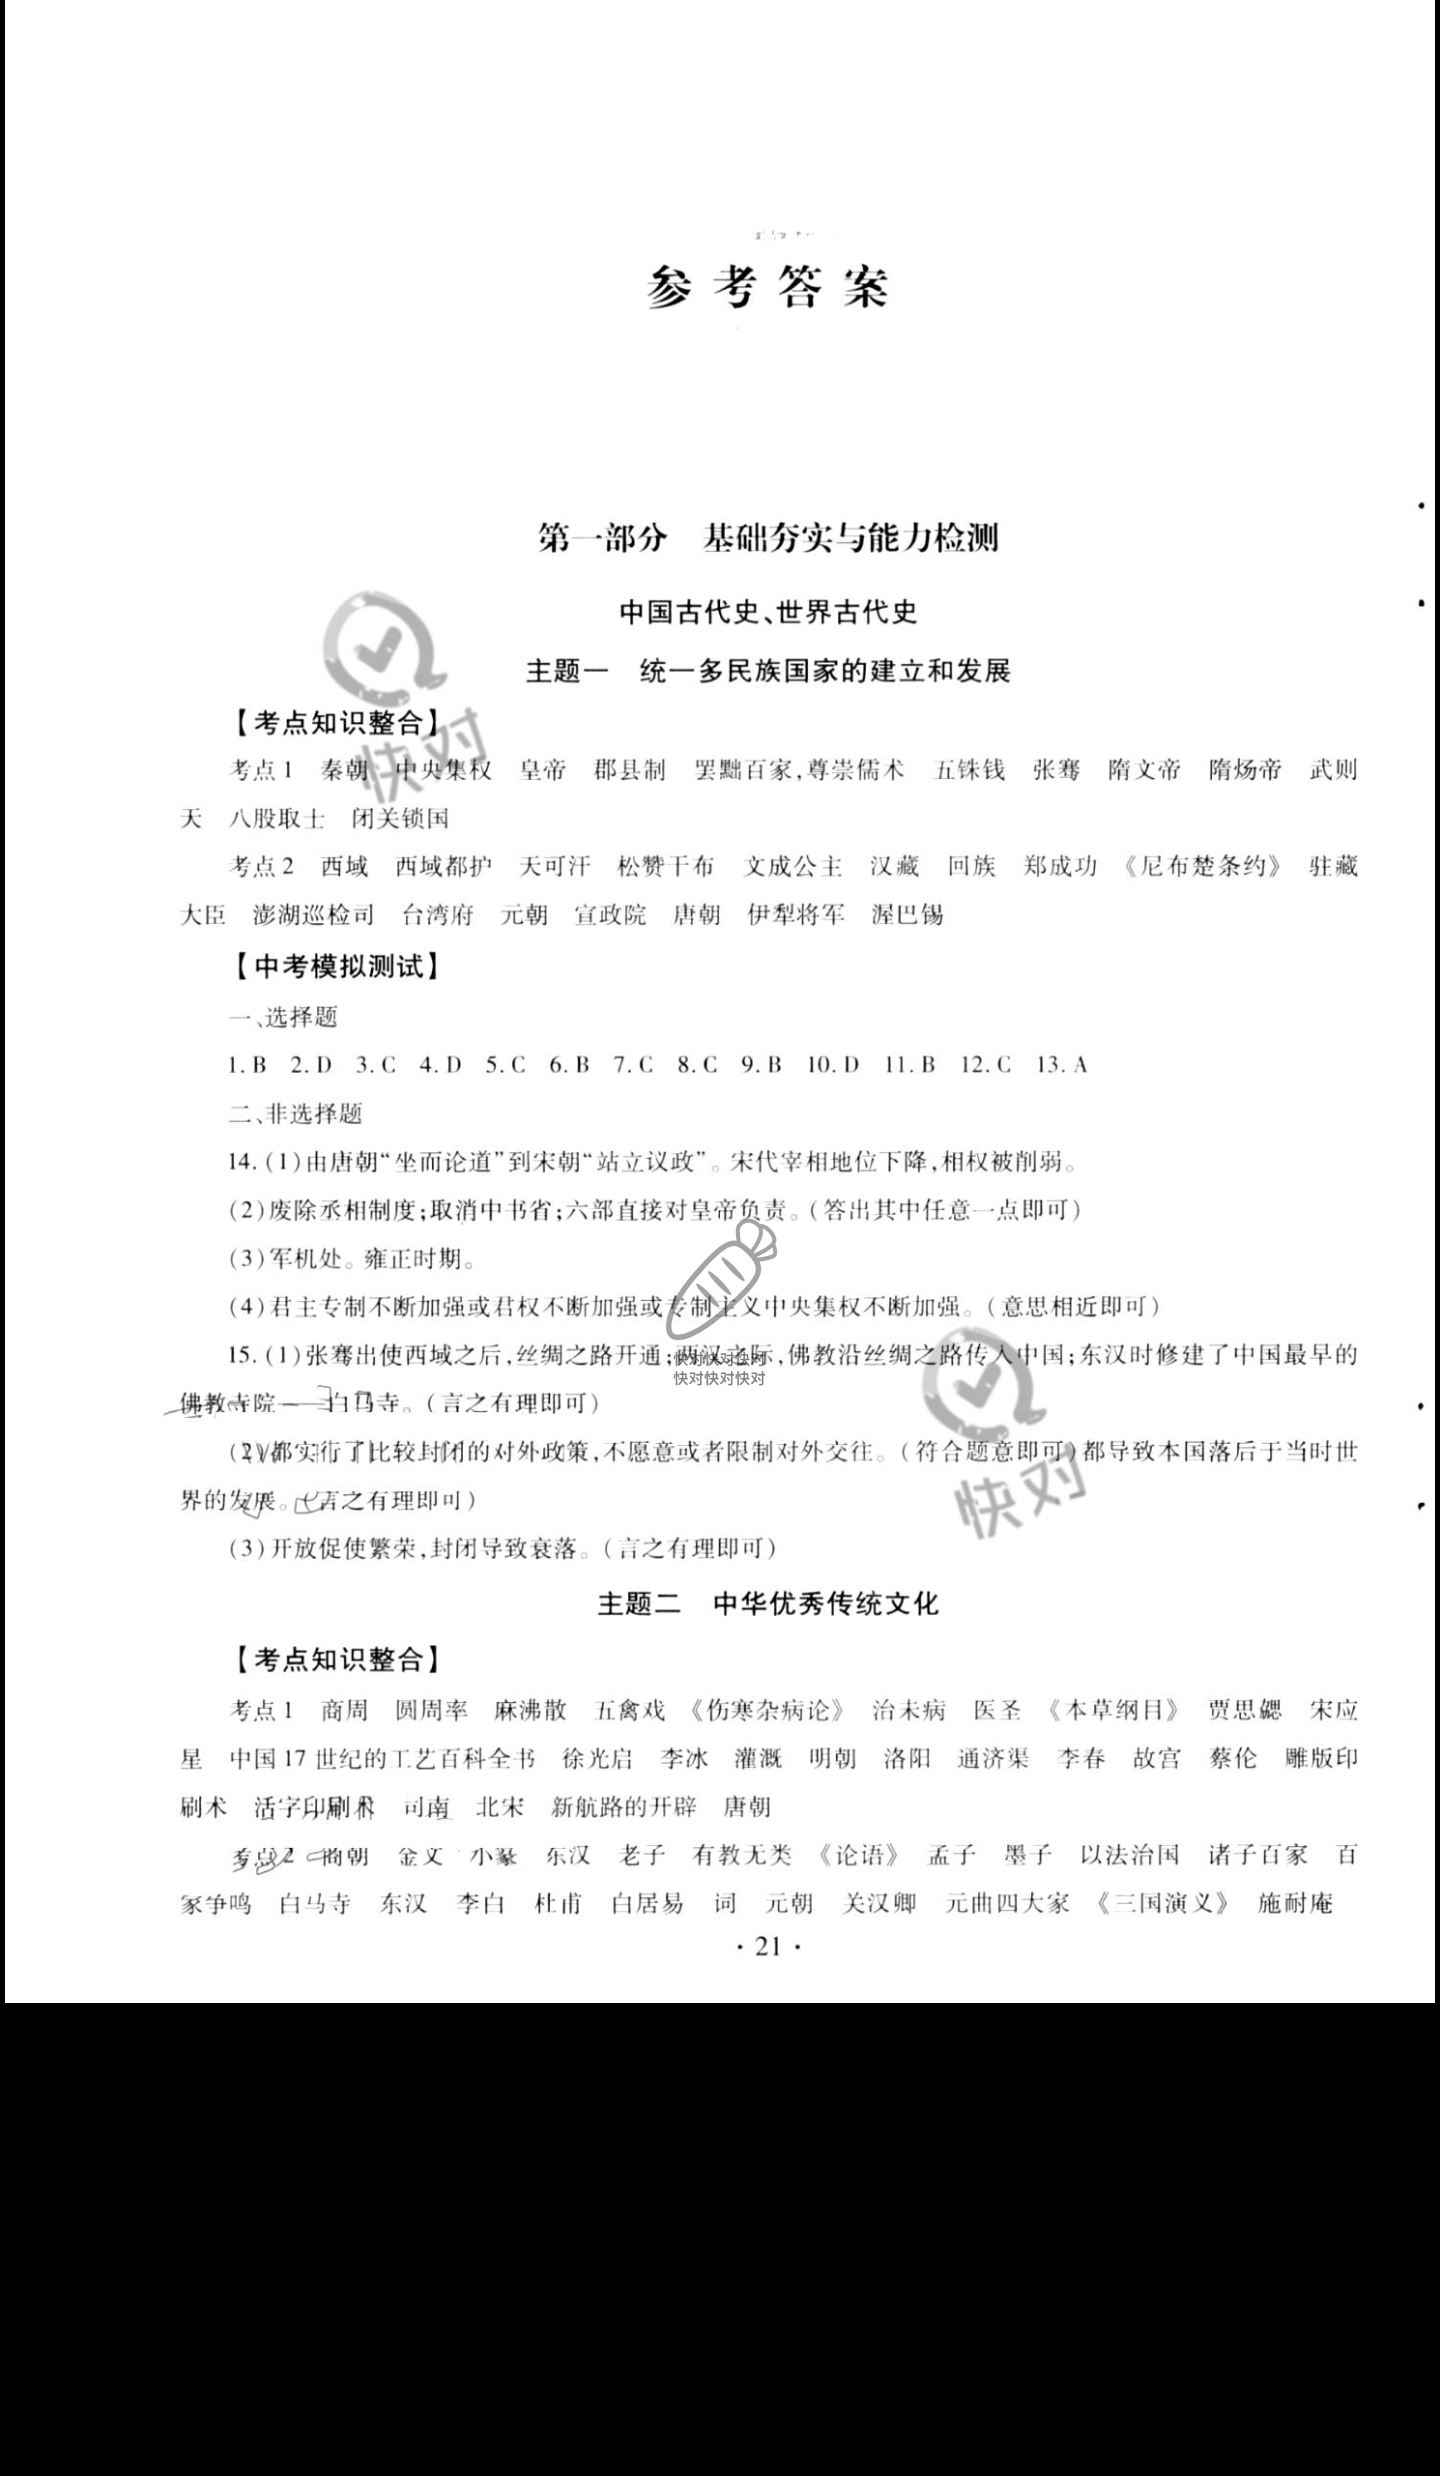 参考答案
第一部分　基础夯实与能力检测
中国古代史、世界古代史
主题一　统一多民族国家的建立和发展
【考点知识整合】
考点1　秦朝　中央集权　皇帝　郡县制　罢黜百家,尊崇儒术　五铢钱　张骞　隋文帝　隋炀帝　武则
天　八股取士　闭关锁国
考点2　西域　西域都护　天可汗　松赞干布　文成公主　汉藏　回族　郑成功　《尼布楚条约》　驻藏
大臣　澎湖巡检司　台湾府　元朝　宣政院　唐朝　伊犁将军　渥巴锡
【中考模拟测试】
一、选择题
1. B　2. D　3. C　4. D　5. C　6. B　7. C　8. C　9. B　10. D　11. B　12. C　13. A
二、非选择题
14. (1)由唐朝“坐而论道”到宋朝“站立议政”。宋代宰相地位下降,相权被削弱。
(2)废除丞相制度;取消中书省;六部直接对皇帝负责。(答出其中任意一点即可)
(3)军机处。雍正时期。
(4)君主专制不断加强或君权不断加强或专制主义中央集权不断加强。(意思相近即可)
15. (1)张骞出使西域之后,丝绸之路开通;两汉之际,佛教沿丝绸之路传入中国;东汉时修建了中国最早的
佛教寺院——白马寺。(言之有理即可)
(2)都实行了比较封闭的对外政策,不愿意或者限制对外交往。(符合题意即可)都导致本国落后于当时世
界的发展。(言之有理即可)
(3)开放促使繁荣,封闭导致衰落。(言之有理即可)
主题二　中华优秀传统文化
【考点知识整合】
考点1　商周　圆周率　麻沸散　五禽戏　《伤寒杂病论》　治未病　医圣　《本草纲目》　贾思勰　宋应
星　中国17世纪的工艺百科全书　徐光启　李冰　灌溉　明朝　洛阳　通济渠　李春　故宫　蔡伦　雕版印
刷术　活字印刷术　司南　北宋　新航路的开辟　唐朝
考点2　商朝　金文　小篆　东汉　老子　有教无类　《论语》　孟子　墨子　以法治国　诸子百家　百
家争鸣　白马寺　东汉　李白　杜甫　白居易　词　元朝　关汉卿　元曲四大家　《三国演义》　施耐庵
· 21 ·
快对
快对快对快对
快对快对快对
快对